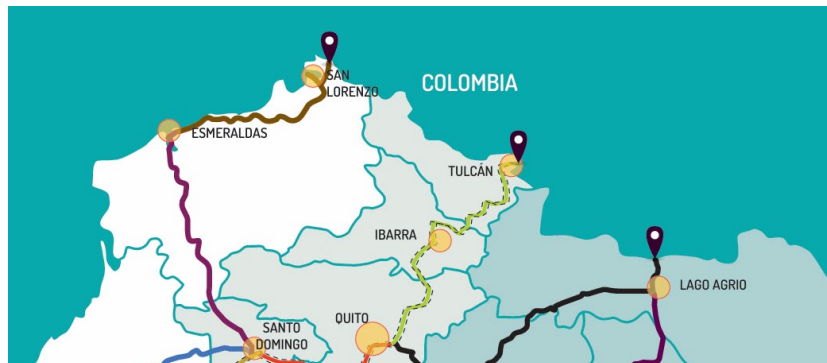 COLOMBIA
SAN
LORENZO
ESMERALDAS
TULCÁN
IBARRA
LAGO AGRIO
QUITO
SANTO
DOMINGO